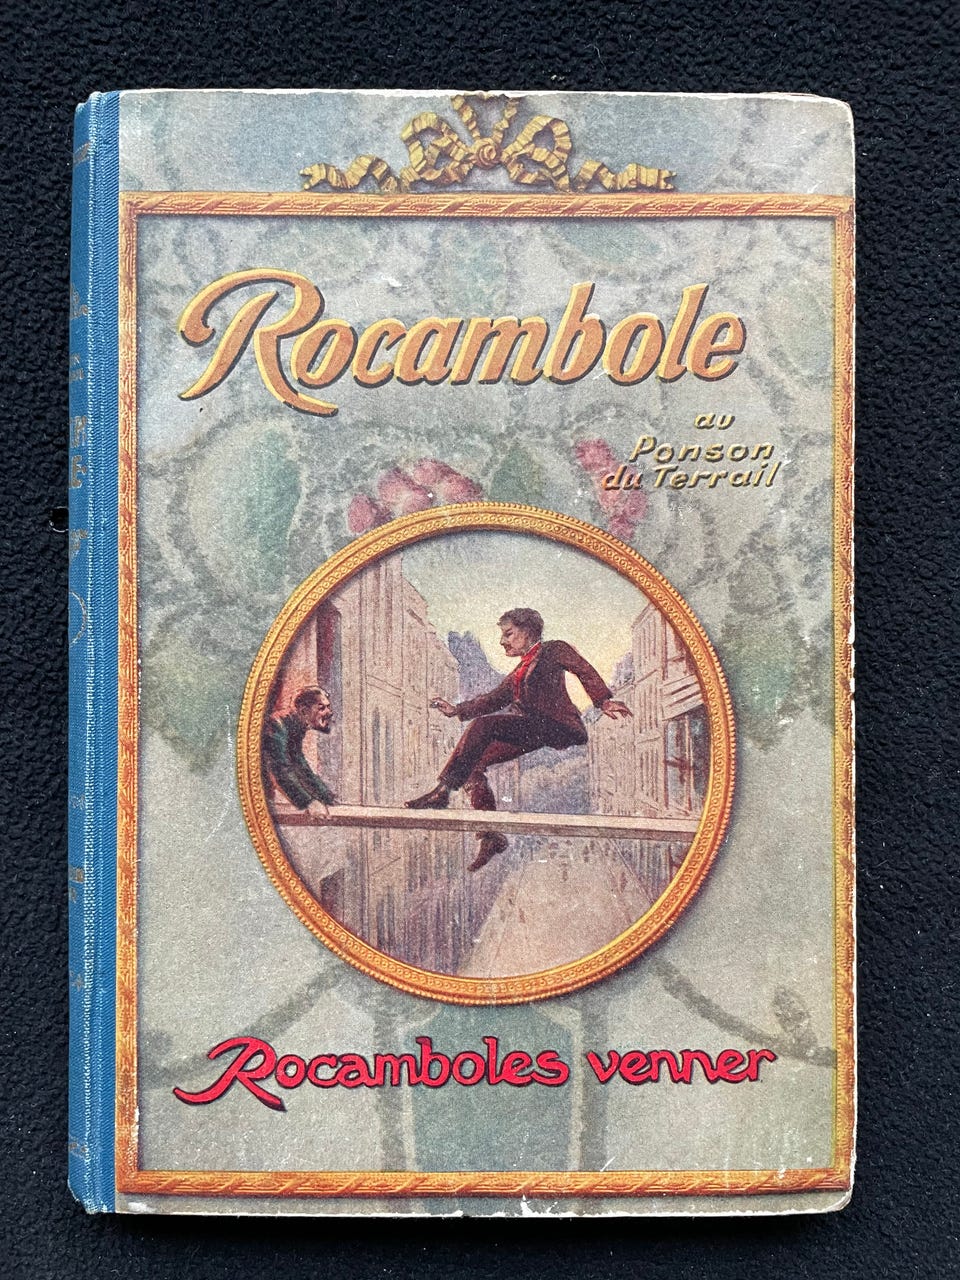 Rocambole
av
Ponson
du Terrail
Rocamboles venner